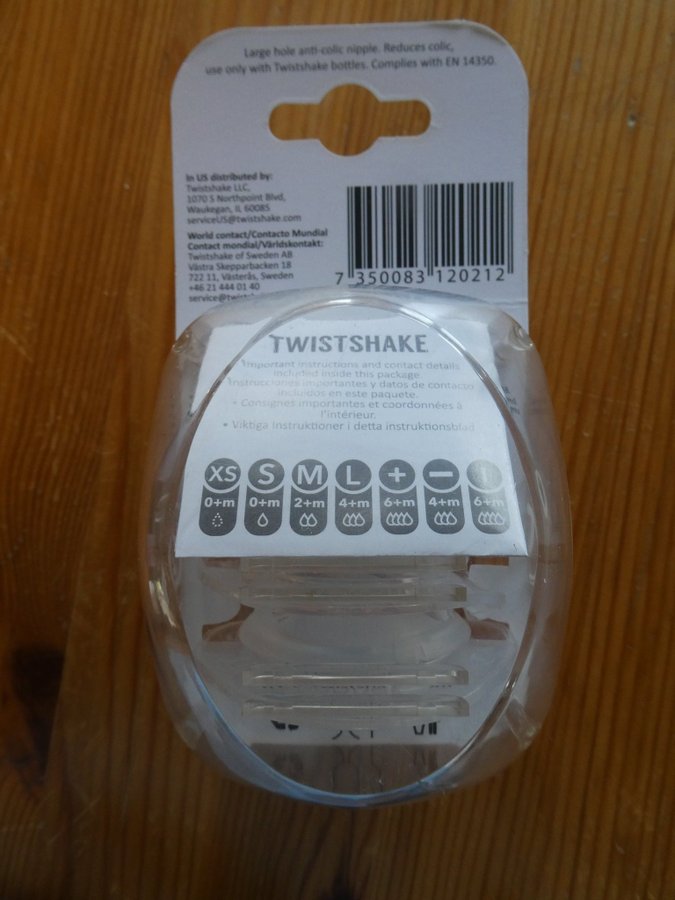 Large hole anti-colic nipple. Reduces colic,
use only with Twistshake bottles. Complies with EN 14350.
In US distributed by:
Twistshake LLC,
1070 S Northpoint Blvd,
Waukegan, IL 60085
serviceUS@twistshake.com
World contact/Contacto Mundial
Contact mondial/Världskontakt:
Twistshake of Sweden AB
Västra Skepparbacken 18
722 11, Västerås, Sweden
+46 21 444 01 40
7 350083 120212
TWISTSHAKE
Important instructions and contact details
included inside this package
Instrucciones importantes y datos de contacto
incluidos en este paquete.
• Consignes importantes et coordonnées à
l'intérieur.
• Viktiga Instruktioner i detta instruktionsblad
XS S M L + −
0+m 0+m 2+m 4+m 6+m 4+m 6+m